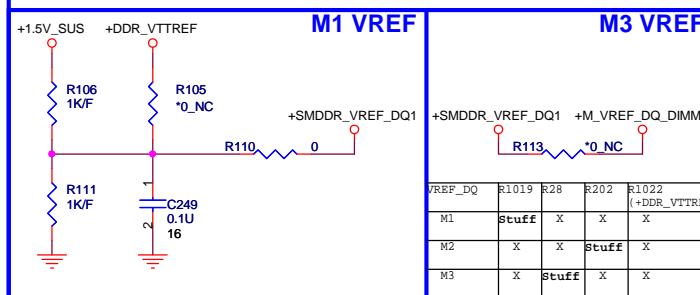 M1 VREF
+1.5V_SUS
+DDR_VTTREF
R106
1K/F
R105
*0_NC
R110
0
+SMDDR_VREF_DQ1
R111
1K/F
1
C249
0.1U
2
16
M3 VREF
+SMDDR_VREF_DQ1
+M_VREF_DQ_DIMM
R113
*0_NC
VREF_DQ R1019 R28 R202 R1022
(+DDR_VTTRE
M1 Stuff X X X
M2 X X Stuff X
M3 X Stuff X X